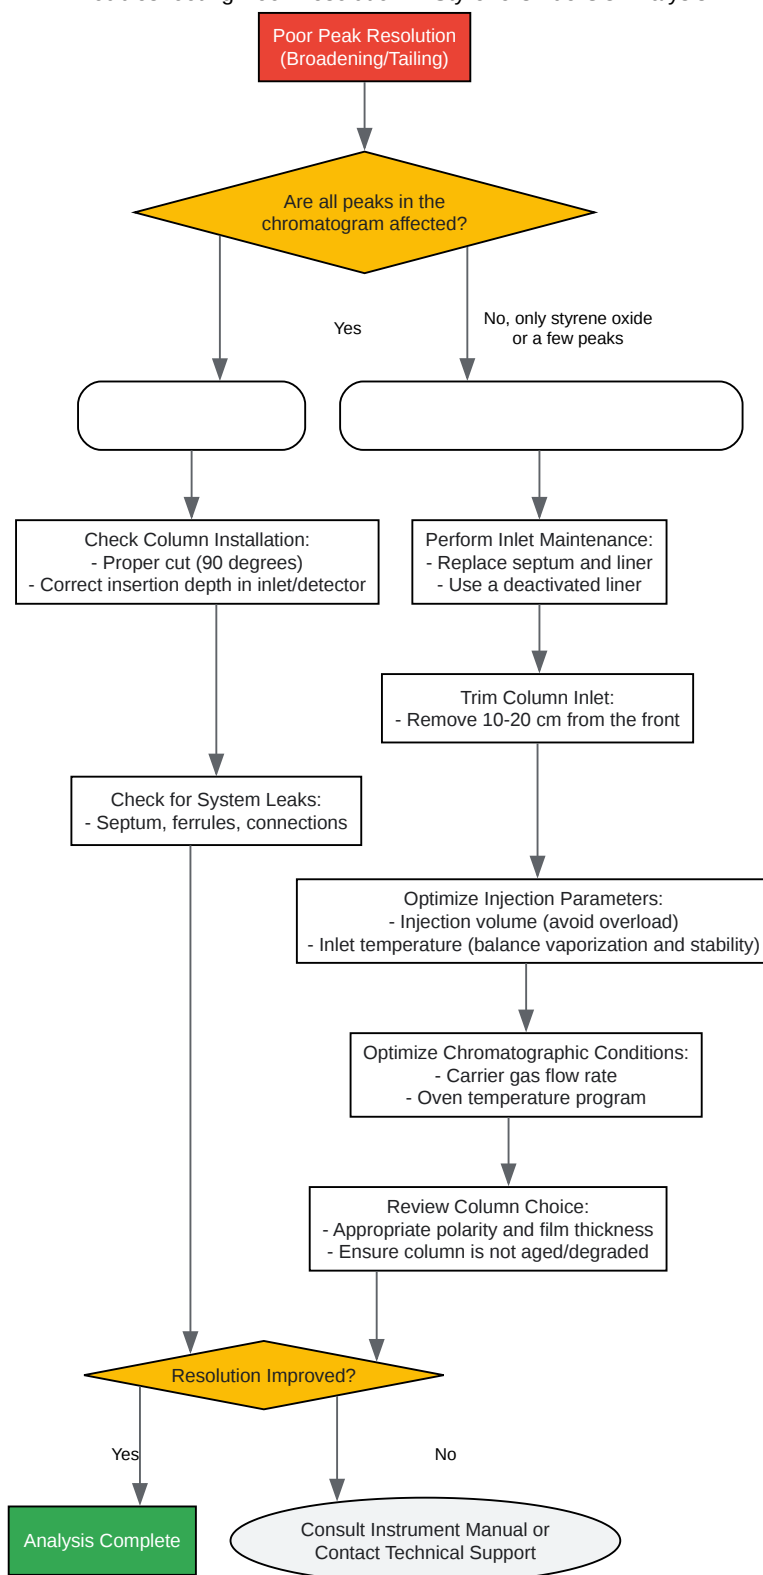 Poor Peak Resolution
(Broadening/Tailing)
Are all peaks in the
chromatogram affected?
Yes
No, only styrene oxide
or a few peaks
Check Column Installation:
- Proper cut (90 degrees)
- Correct insertion depth in inlet/detector
Perform Inlet Maintenance:
- Replace septum and liner
- Use a deactivated liner
Trim Column Inlet:
- Remove 10-20 cm from the front
Check for System Leaks:
- Septum, ferrules, connections
Optimize Injection Parameters:
- Injection volume (avoid overload)
- Inlet temperature (balance vaporization and stability)
Optimize Chromatographic Conditions:
- Carrier gas flow rate
- Oven temperature program
Review Column Choice:
- Appropriate polarity and film thickness
- Ensure column is not aged/degraded
Resolution Improved?
Yes
No
Analysis Complete
Consult Instrument Manual or
Contact Technical Support